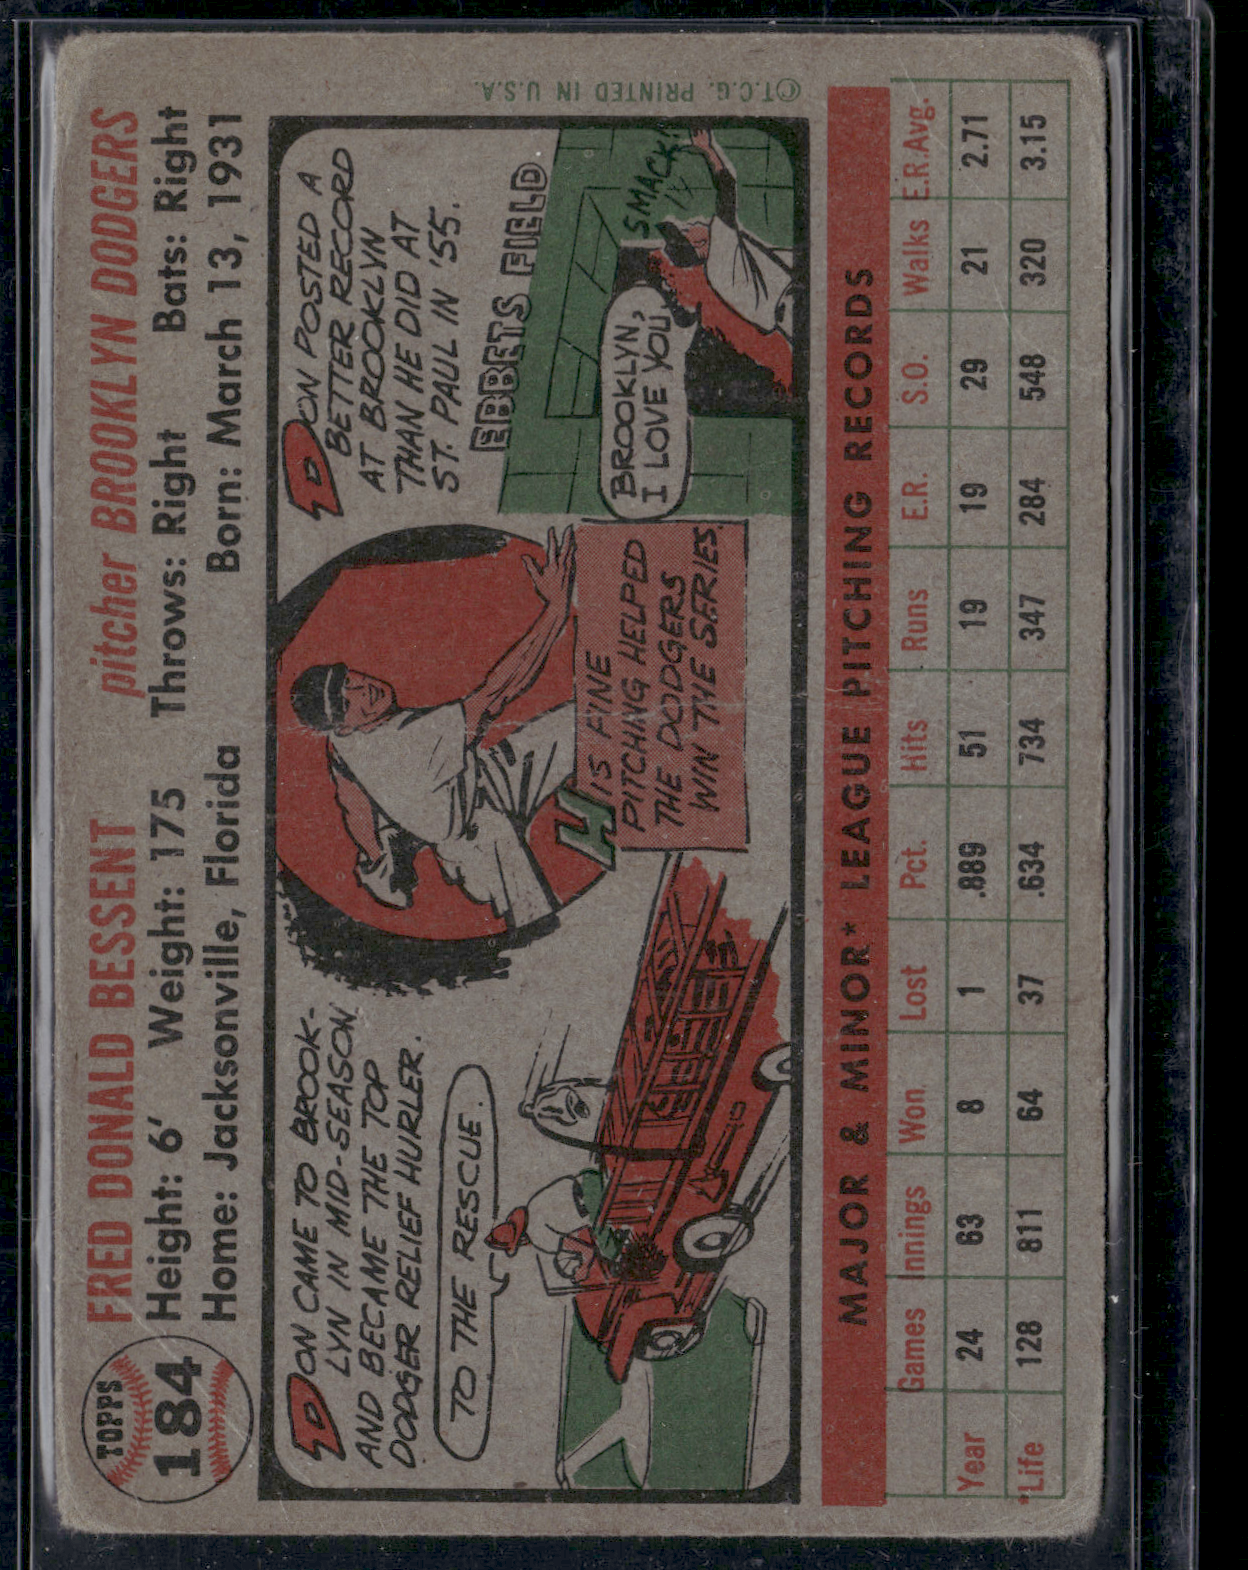 TOPPS
184
FRED DONALD BESSENT pitcher BROOKLYN DODGERS
Height: 6' Weight: 175 Throws: Right Bats: Right
Home: Jacksonville, Florida Born: March 13, 1931
DON CAME TO BROOK-
LYN IN MID-SEASON
AND BECAME THE TOP
DODGER RELIEF HURLER.
TO THE RESCUE.
HIS FINE
PITCHING HELPED
THE DODGERS
WIN THE SERIES.
DON POSTED A
BETTER RECORD
AT BROOKLYN
THAN HE DID AT
ST. PAUL IN '55.
EBBETS FIELD
SMACK!
BROOKLYN,
I LOVE YOU
©T.C.G. PRINTED IN U.S.A.
MAJOR & MINOR* LEAGUE PITCHING RECORDS
Games Innings Won Lost Pct. Hits Runs E.R. S.O. Walks E.R.Avg.
Year 24 63 8 1 .889 51 19 19 29 21 2.71
*Life 128 811 64 37 .634 734 347 284 548 320 3.15